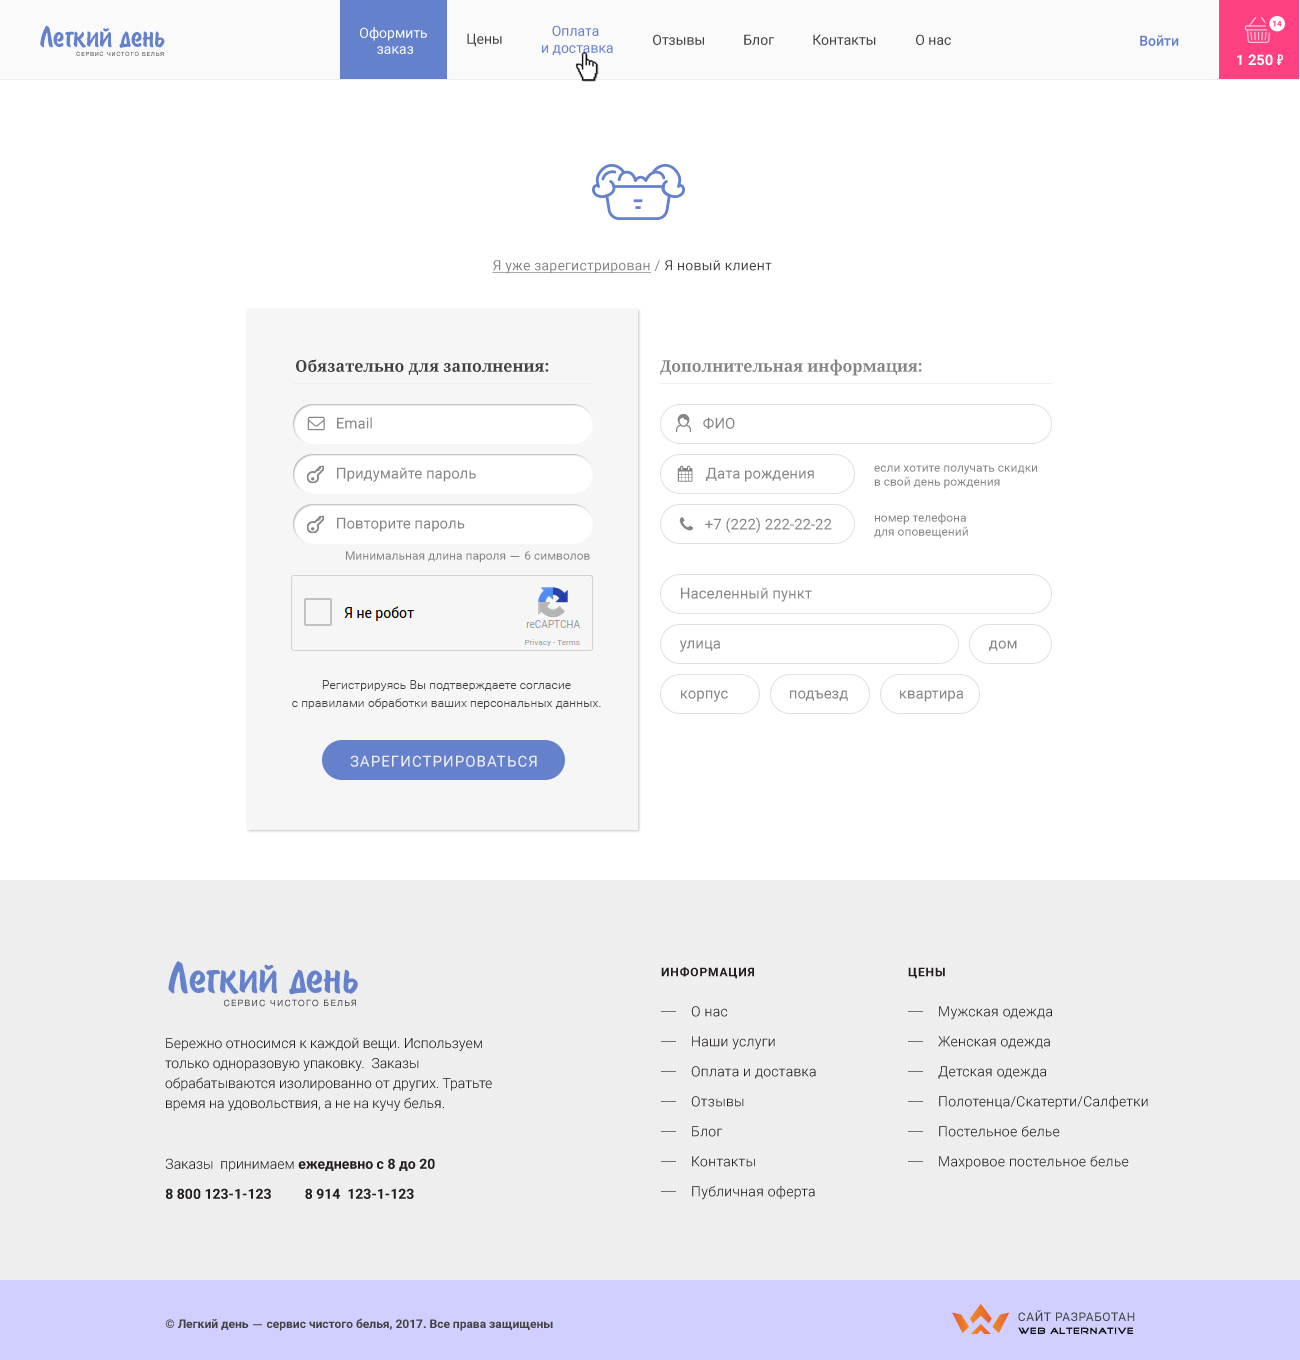 Легкий день
СЕРВИС ЧИСТОГО БЕЛЬЯ
Оформить
заказ
Цены
Оплата
и доставка
Отзывы
Блог
Контакты
О нас
Войти
14
1 250 ₽
Я уже зарегистрирован / Я новый клиент
Обязательно для заполнения:
Email
Придумайте пароль
Повторите пароль
Минимальная длина пароля — 6 символов
Я не робот
reCAPTCHA
Privacy - Terms
Регистрируясь Вы подтверждаете согласие
с правилами обработки ваших персональных данных.
ЗАРЕГИСТРИРОВАТЬСЯ
Дополнительная информация:
ФИО
Дата рождения
если хотите получать скидки
в свой день рождения
+7 (222) 222-22-22
номер телефона
для оповещений
Населенный пункт
улица
дом
корпус
подъезд
квартира
Легкий день
СЕРВИС ЧИСТОГО БЕЛЬЯ
Бережно относимся к каждой вещи. Используем
только одноразовую упаковку. Заказы
обрабатываются изолированно от других. Тратьте
время на удовольствия, а не на кучу белья.
Заказы принимаем ежедневно с 8 до 20
8 800 123-1-123 8 914 123-1-123
ИНФОРМАЦИЯ
— О нас
— Наши услуги
— Оплата и доставка
— Отзывы
— Блог
— Контакты
— Публичная оферта
ЦЕНЫ
— Мужская одежда
— Женская одежда
— Детская одежда
— Полотенца/Скатерти/Салфетки
— Постельное белье
— Махровое постельное белье
© Легкий день — сервис чистого белья, 2017. Все права защищены
САЙТ РАЗРАБОТАН
WEB ALTERNATIVE